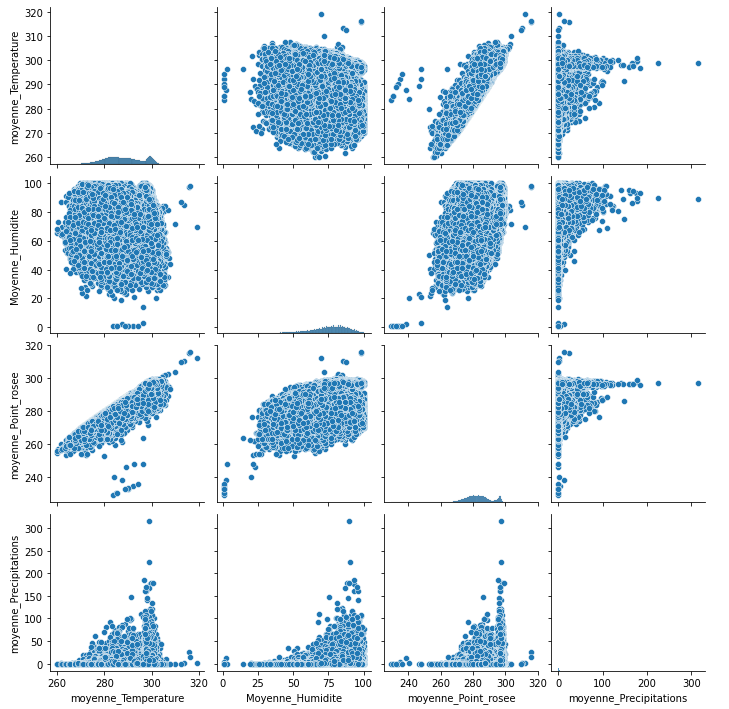 320
310
300
290
280
270
260
moyenne_Temperature
100
80
60
40
20
0
Moyenne_Humidite
320
300
280
260
240
moyenne_Point_rosee
300
250
200
150
100
50
0
moyenne_Precipitations
260 280 300 320
moyenne_Temperature
0 25 50 75 100
Moyenne_Humidite
240 260 280 300 320
moyenne_Point_rosee
0 100 200 300
moyenne_Precipitations